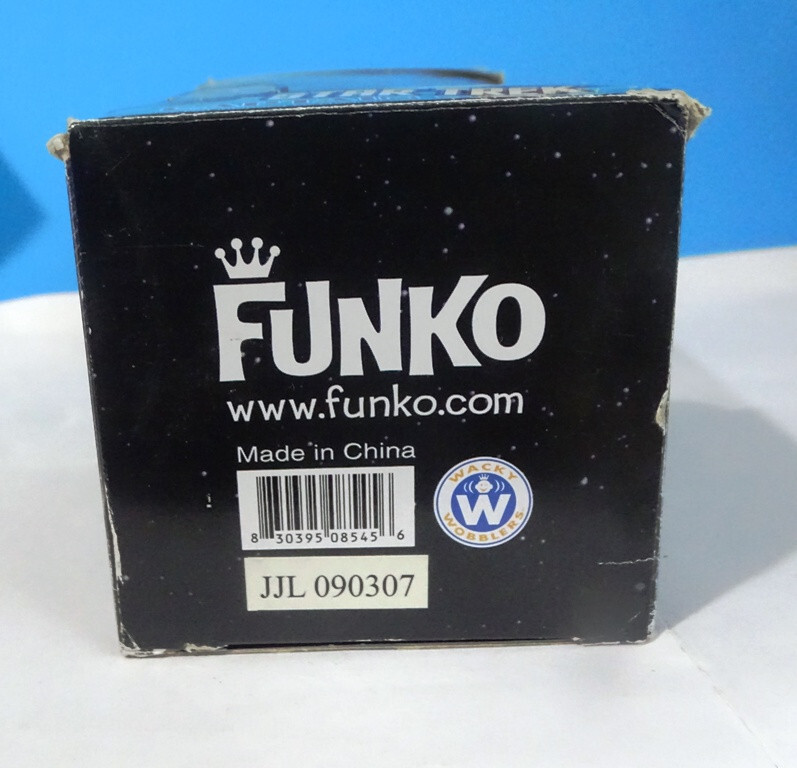 STAR TREK
FUNKO
www.funko.com
Made in China
8 30395 08545 6
WACKY
W
WOBBLERS
JJL 090307